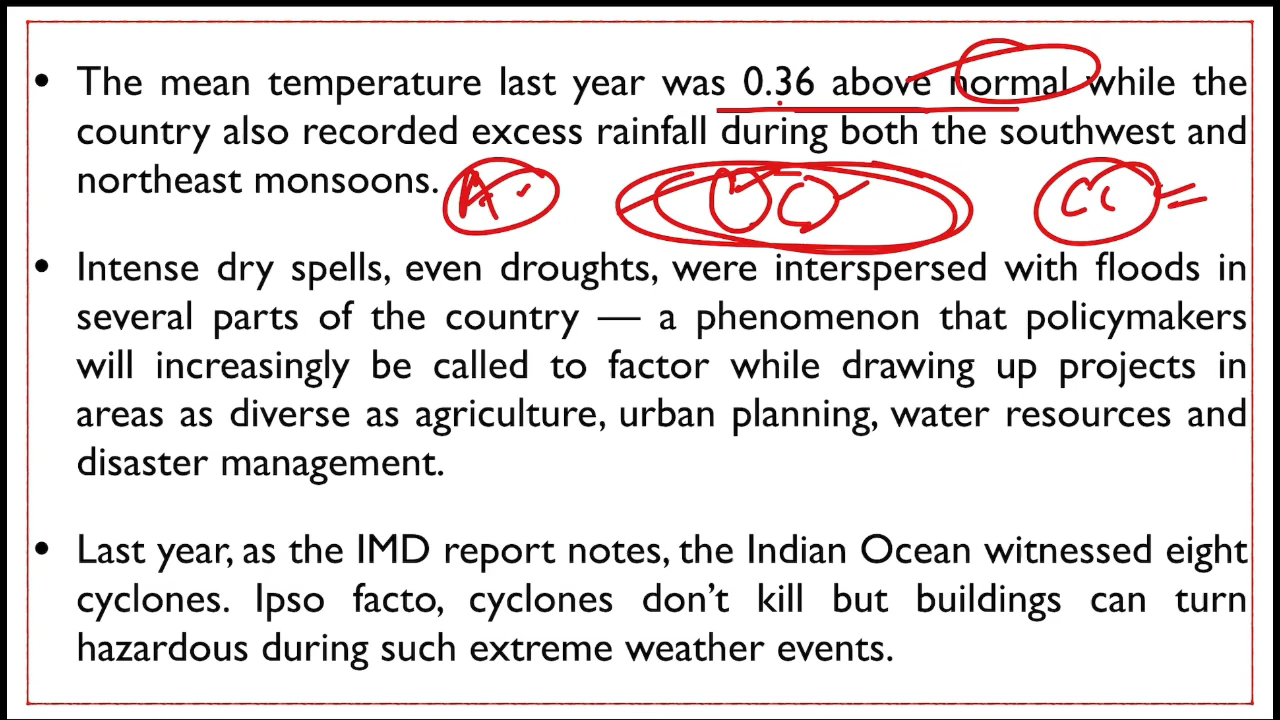 • The mean temperature last year was 0.36 above normal while the
country also recorded excess rainfall during both the southwest and
northeast monsoons.
• Intense dry spells, even droughts, were interspersed with floods in
several parts of the country — a phenomenon that policymakers
will increasingly be called to factor while drawing up projects in
areas as diverse as agriculture, urban planning, water resources and
disaster management.
• Last year, as the IMD report notes, the Indian Ocean witnessed eight
cyclones. Ipso facto, cyclones don’t kill but buildings can turn
hazardous during such extreme weather events.